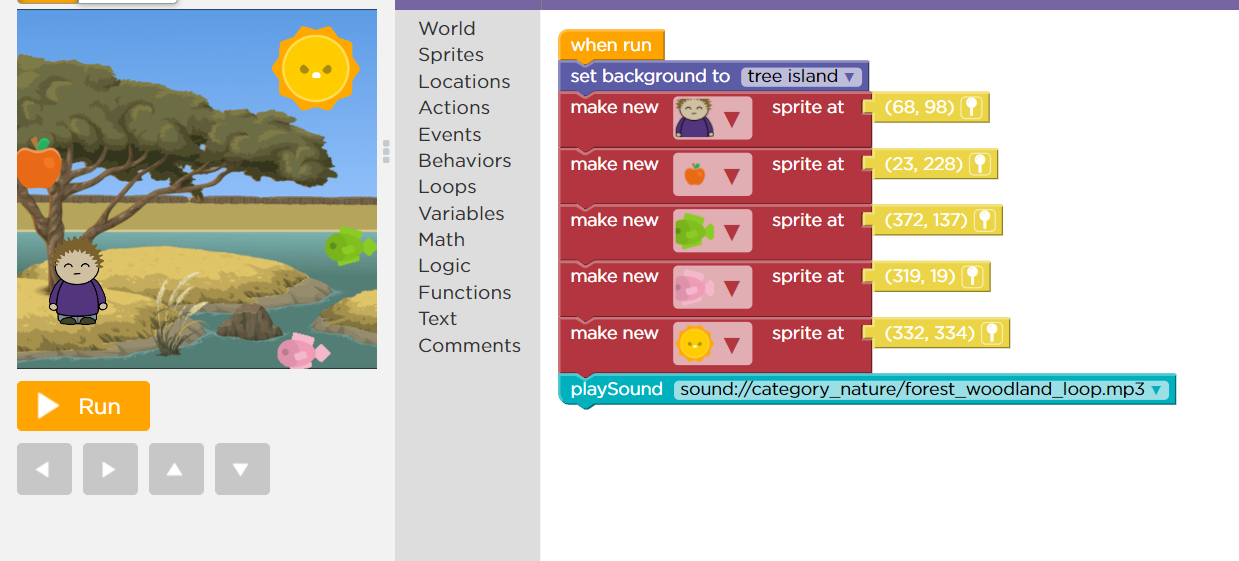 World
Sprites
Locations
Actions
Events
Behaviors
Loops
Variables
Math
Logic
Functions
Text
Comments
when run
set background to tree island
make new sprite at (68, 98)
make new sprite at (23, 228)
make new sprite at (372, 137)
make new sprite at (319, 19)
make new sprite at (332, 334)
playSound sound://category_nature/forest_woodland_loop.mp3
Run